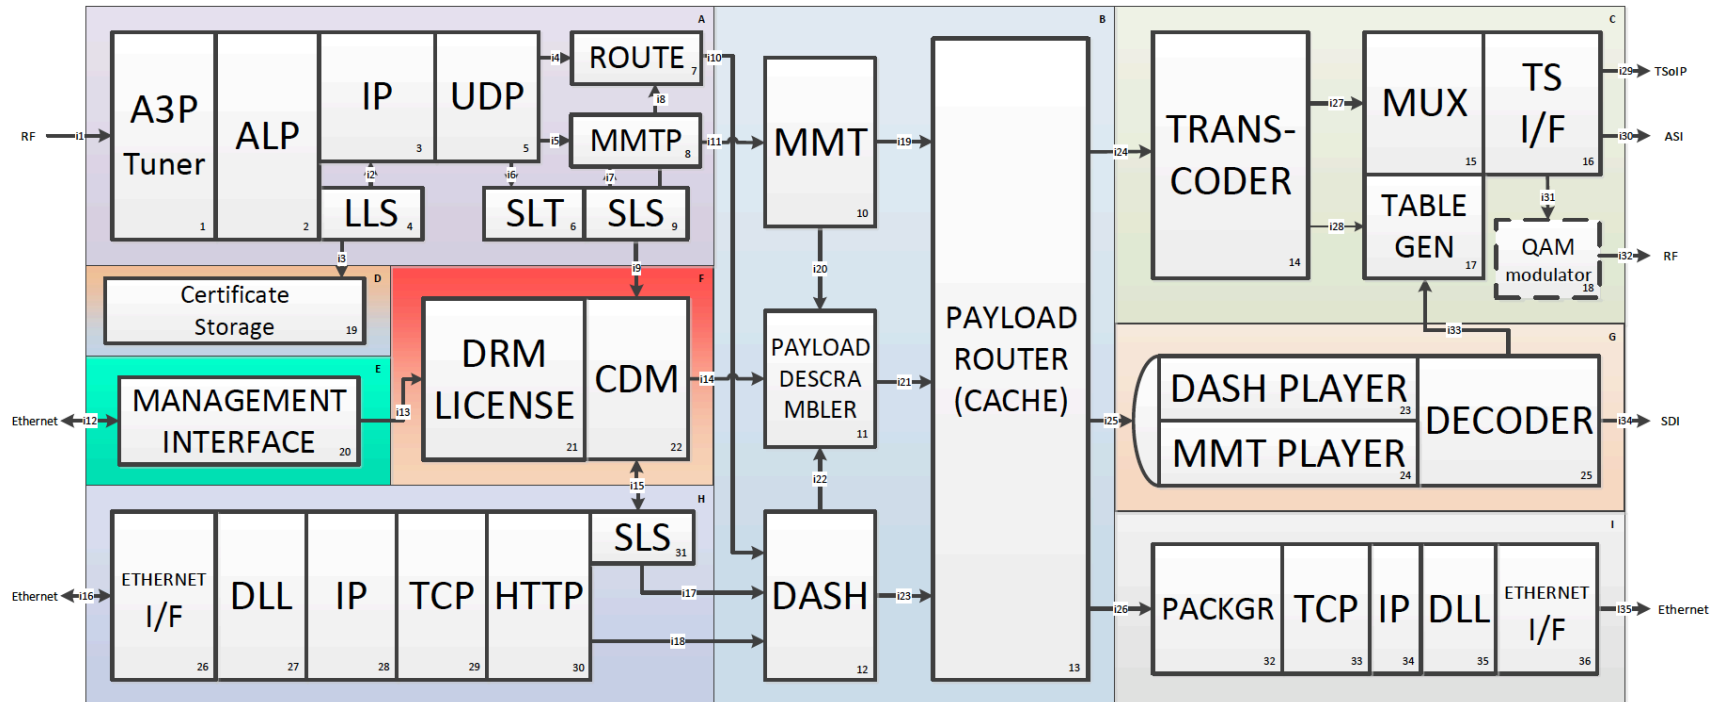 A
B
C
RF
i1
A3P
Tuner
1
ALP
2
IP
3
UDP
5
LLS
4
i2
i3
i4
i5
i6
SLT
6
SLS
9
i7
i8
ROUTE
7
MMTP
8
i9
i10
i11
MMT
10
i19
i20
PAYLOAD
DESCRA
MBLER
11
i21
i22
DASH
12
i23
PAYLOAD
ROUTER
(CACHE)
13
i24
TRANS-
CODER
14
i27
i28
MUX
15
TS
I/F
16
TABLE
GEN
17
i29
TSoIP
i30
ASI
i31
QAM
modulator
18
i32
RF
D
Certificate
Storage
19
E
Ethernet
i12
MANAGEMENT
INTERFACE
20
i13
F
DRM
LICENSE
21
CDM
22
i14
i15
G
i33
i25
DASH PLAYER
23
MMT PLAYER
24
DECODER
25
i34
SDI
H
Ethernet
i16
ETHERNET
I/F
26
DLL
27
IP
28
TCP
29
HTTP
30
SLS
31
i17
i18
I
i26
PACKGR
32
TCP
33
IP
34
DLL
35
ETHERNET
I/F
36
I35
Ethernet